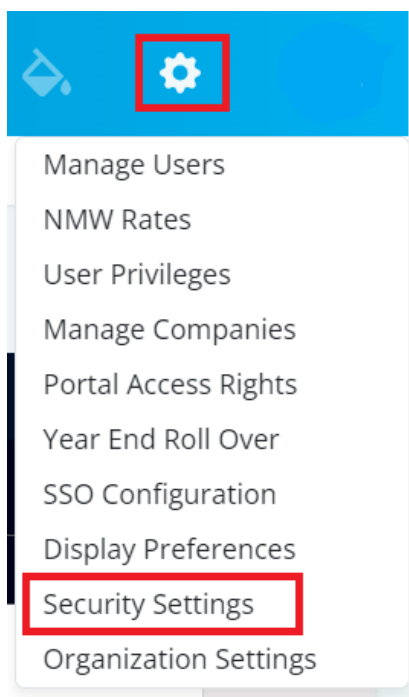 Manage Users
NMW Rates
User Privileges
Manage Companies
Portal Access Rights
Year End Roll Over
SSO Configuration
Display Preferences
Security Settings
Organization Settings